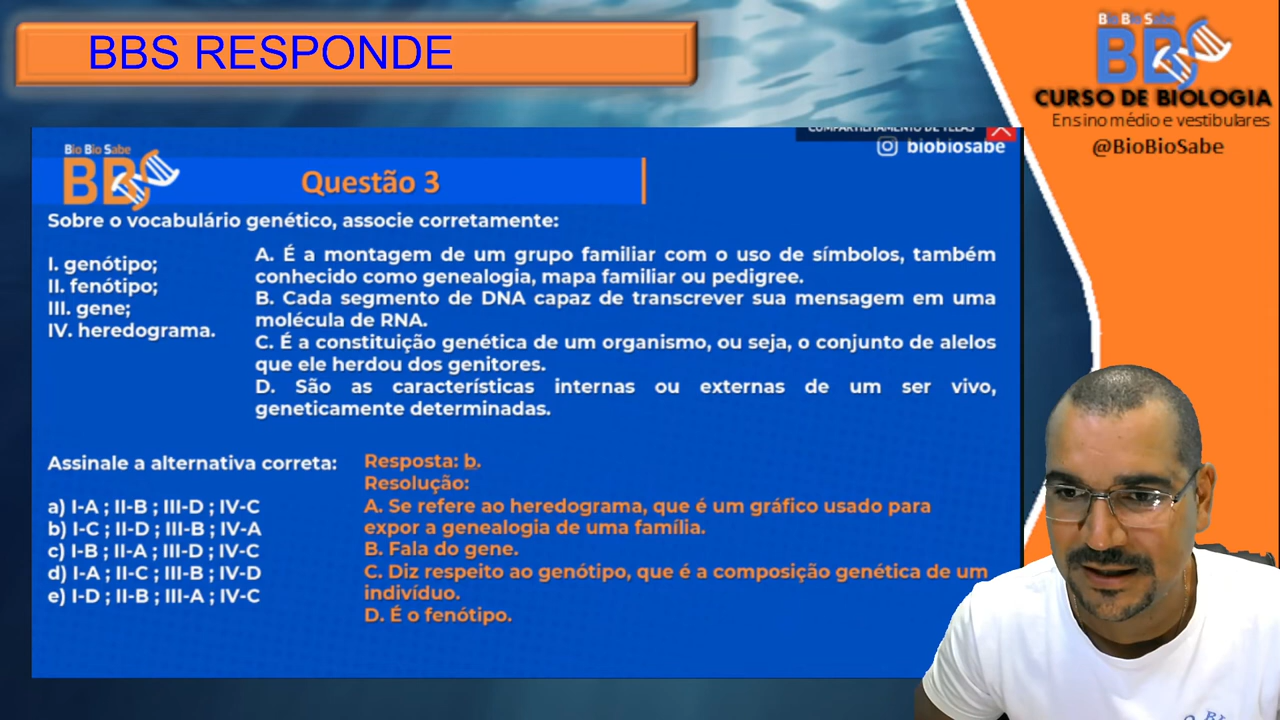 BBS RESPONDE
Bio Bio Sabe
BBS
CURSO DE BIOLOGIA
Ensino médio e vestibulares
@BioBioSabe
COMPARTILHAMENTO DE TELAS
biobiosabe
Bio Bio Sabe
BBS
Questão 3
Sobre o vocabulário genético, associe corretamente:
I. genótipo;
II. fenótipo;
III. gene;
IV. heredograma.
A. É a montagem de um grupo familiar com o uso de símbolos, também
conhecido como genealogia, mapa familiar ou pedigree.
B. Cada segmento de DNA capaz de transcrever sua mensagem em uma
molécula de RNA.
C. É a constituição genética de um organismo, ou seja, o conjunto de alelos
que ele herdou dos genitores.
D. São as características internas ou externas de um ser vivo,
geneticamente determinadas.
Assinale a alternativa correta:
a) I-A ; II-B ; III-D ; IV-C
b) I-C ; II-D ; III-B ; IV-A
c) I-B ; II-A ; III-D ; IV-C
d) I-A ; II-C ; III-B ; IV-D
e) I-D ; II-B ; III-A ; IV-C
Resposta: b.
Resolução:
A. Se refere ao heredograma, que é um gráfico usado para
expor a genealogia de uma família.
B. Fala do gene.
C. Diz respeito ao genótipo, que é a composição genética de um
indivíduo.
D. É o fenótipo.